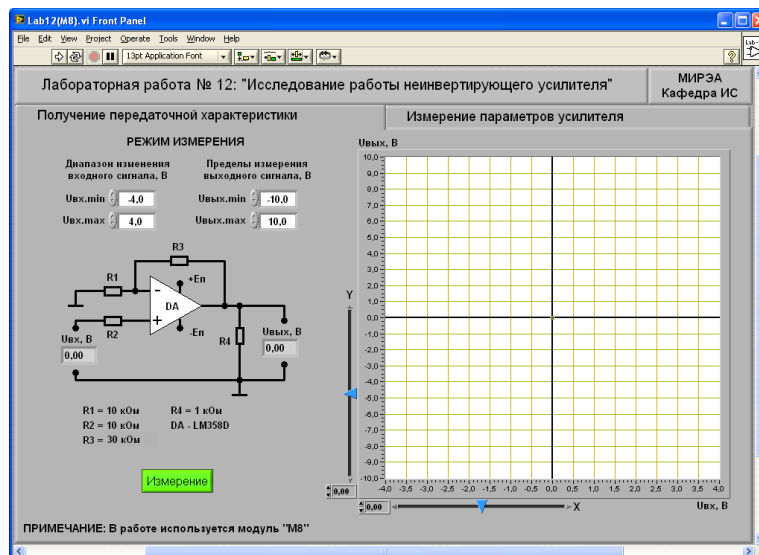 Lab12(M8).vi Front Panel
File Edit View Project Operate Tools Window Help
13pt Application Font
Лабораторная работа № 12: "Исследование работы неинвертирующего усилителя"
МИРЭА
Кафедра ИС
Получение передаточной характеристики
Измерение параметров усилителя
РЕЖИМ ИЗМЕРЕНИЯ
Диапазон изменения
входного сигнала, В
Пределы измерения
выходного сигнала, В
Uвх.min -4,0
Uвых.min -10,0
Uвх.max 4,0
Uвых.max 10,0
R3
R1
+Еп
-
DA
+
-Еп
R2
R4
Uвх, В
0,00
Uвых, В
0,00
R1 = 10 кОм
R4 = 1 кОм
R2 = 10 кОм
DA - LM358D
R3 = 30 кОм
Измерение
ПРИМЕЧАНИЕ: В работе используется модуль "М8"
Uвых, В
10,0
9,0
8,0
7,0
6,0
5,0
4,0
3,0
2,0
1,0
0,0
-1,0
-2,0
-3,0
-4,0
-5,0
-6,0
-7,0
-8,0
-9,0
-10,0
-4,0 -3,5 -3,0 -2,5 -2,0 -1,5 -1,0 -0,5 0,0 0,5 1,0 1,5 2,0 2,5 3,0 3,5 4,0
Y
0,00
0,00
X
Uвх, В